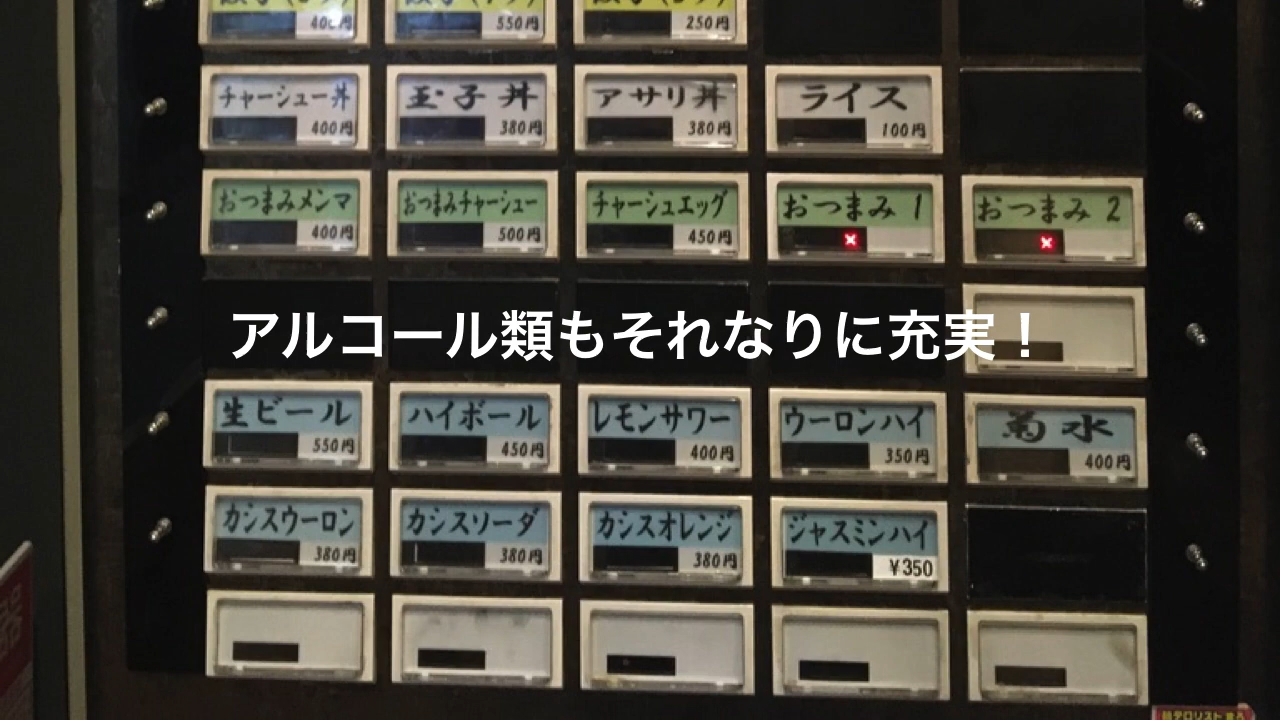 400円 550円 250円
チャーシュー丼 玉子丼 アサリ丼 ライス
400円 380円 380円 100円
おつまみメンマ おつまみチャーシュー チャーシュエッグ おつまみ 1 おつまみ 2
400円 500円 450円
アルコール類もそれなりに充実！
生ビール ハイボール レモンサワー ウーロンハイ 菊水
550円 450円 400円 350円 400円
カシスウーロン カシスソーダ カシスオレンジ ジャスミンハイ
380円 380円 380円 ¥350